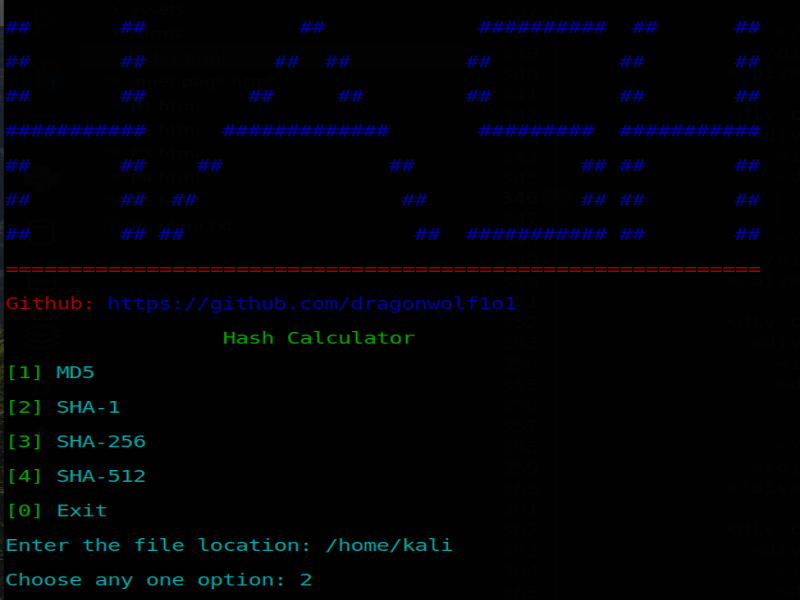 ##       ##            ##            ########## ##      ##
##       ##        ##  ##         ##          ##       ##
##       ##        ##     ##        ##          ##       ##
###########      #############       ######### ###########
##       ##    ##             ##             ## ##       ##
##       ##  ##                ##            ## ##       ##
##       ## ##                  ##  ########### ##       ##
===========================================================
Github: https://github.com/dragonwolf1o1
Hash Calculator
[1] MD5
[2] SHA-1
[3] SHA-256
[4] SHA-512
[0] Exit
Enter the file location: /home/kali
Choose any one option: 2